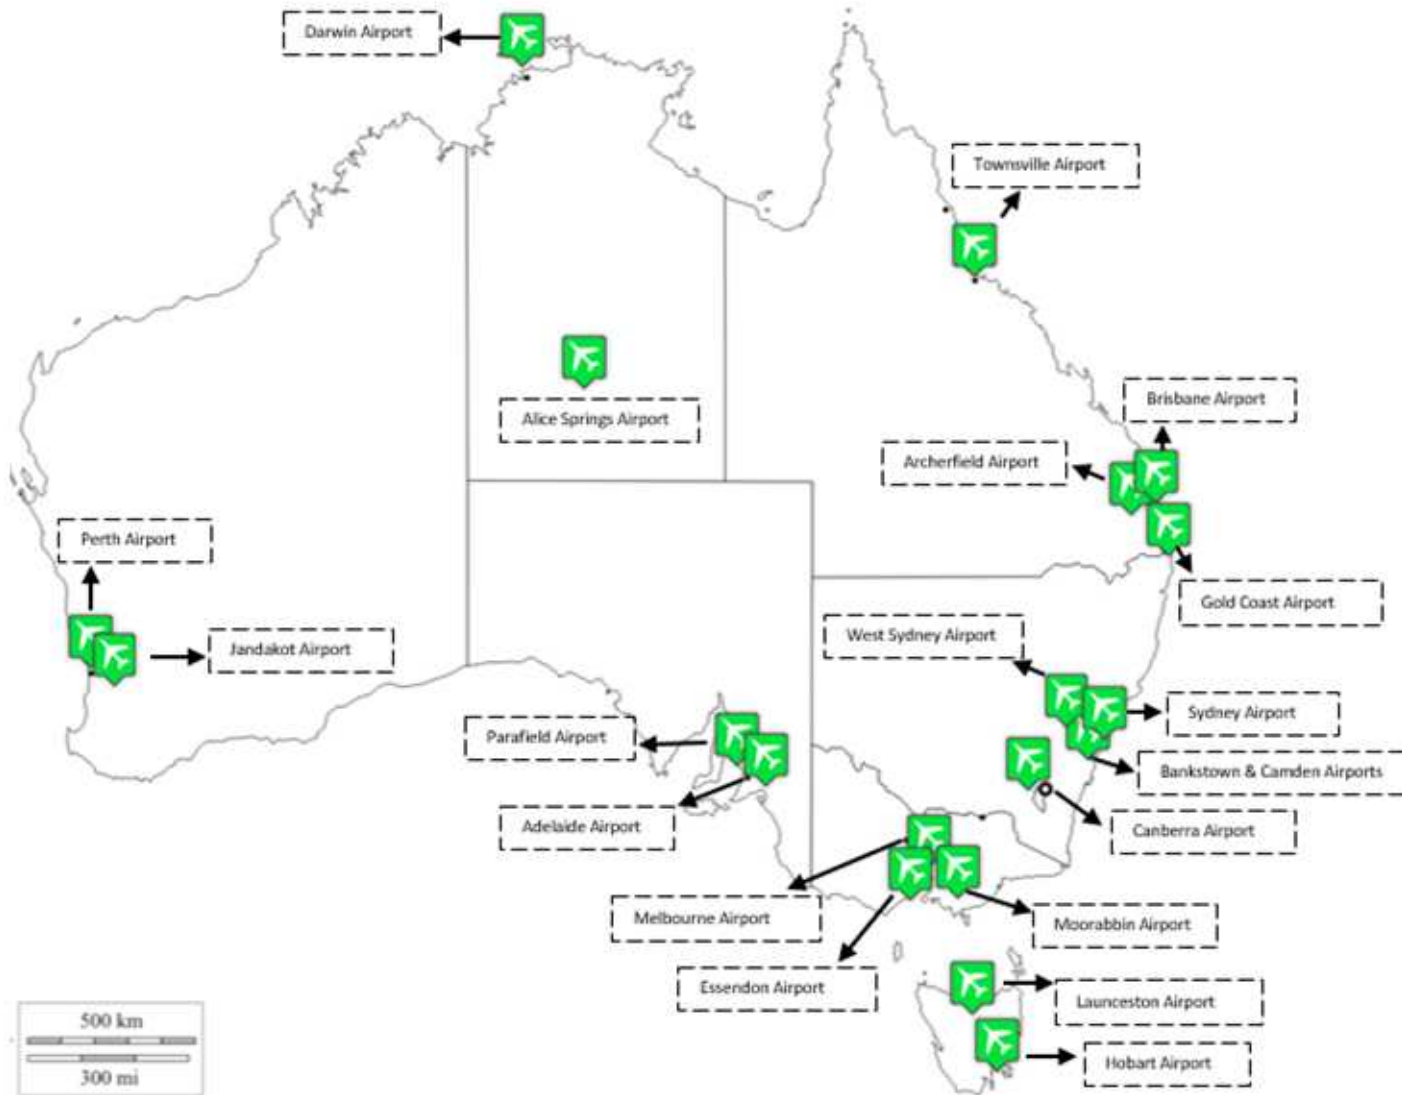 Darwin Airport
Townsville Airport
Brisbane Airport
Alice Springs Airport
Archerfield Airport
Perth Airport
Gold Coast Airport
West Sydney Airport
Jandakot Airport
Sydney Airport
Parafield Airport
Bankstown & Camden Airports
Adelaide Airport
Canberra Airport
Melbourne Airport
Moorabbin Airport
Essendon Airport
Launceston Airport
500 km
300 mi
Hobart Airport